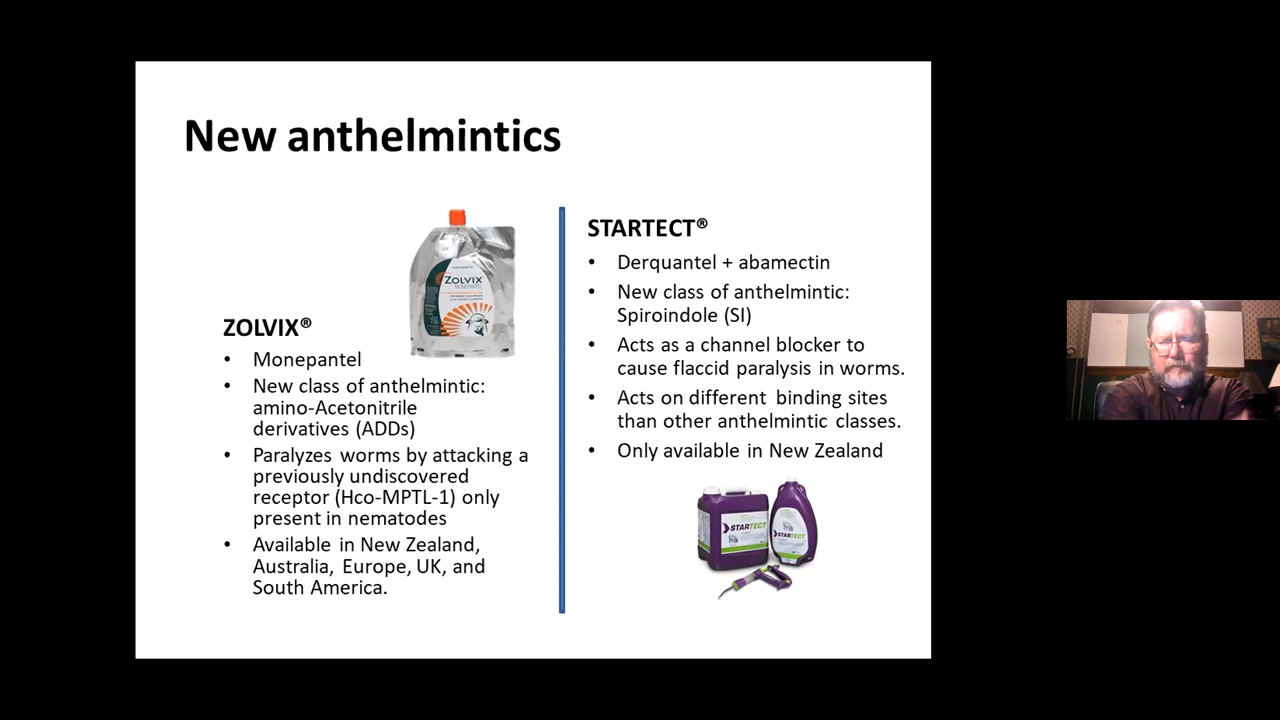 New anthelmintics
ZOLVIX
MONEPANTEL
ZOLVIX®
• Monepantel
• New class of anthelmintic:
amino-Acetonitrile
derivatives (ADDs)
• Paralyzes worms by attacking a
previously undiscovered
receptor (Hco-MPTL-1) only
present in nematodes
• Available in New Zealand,
Australia, Europe, UK, and
South America.
STARTECT®
• Derquantel + abamectin
• New class of anthelmintic:
Spiroindole (SI)
• Acts as a channel blocker to
cause flaccid paralysis in worms.
• Acts on different binding sites
than other anthelmintic classes.
• Only available in New Zealand
STARTECT
STARTECT